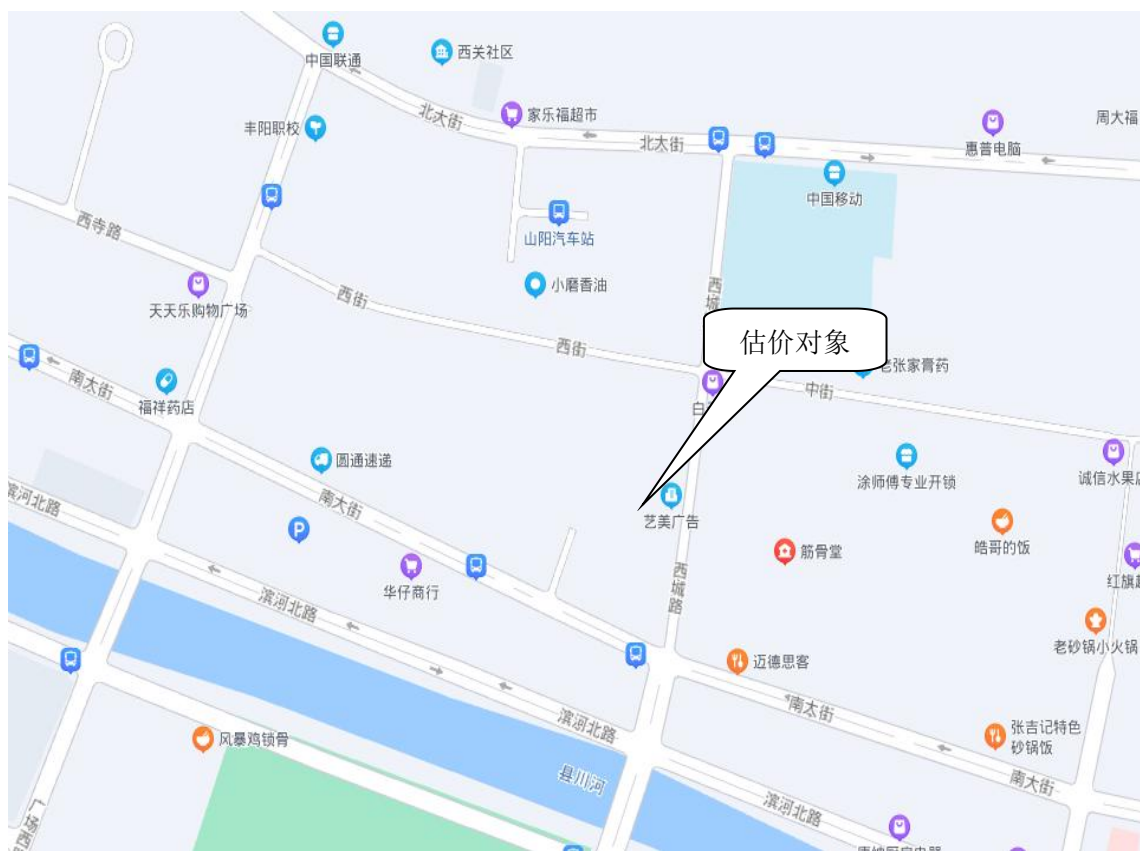 中国联通
西关社区
家乐福超市
北大街
北大街
周大福
惠普电脑
丰阳职校
中国移动
西寺路
山阳汽车站
小磨香油
天天乐购物广场
西街
西街
西城
估价对象
老张家膏药
中街
南大街
福祥药店
圆通速递
涂师傅专业开锁
诚信水果店
滨河北路
南大街
艺美广告
皓哥的饭
筋骨堂
P
华仔商行
西城路
红旗
滨河北路
老砂锅小火锅
迈德思客
南大街
张吉记特色
砂锅饭
滨河北路
风暴鸡锁骨
县川河
南大街
滨河北路
广场西